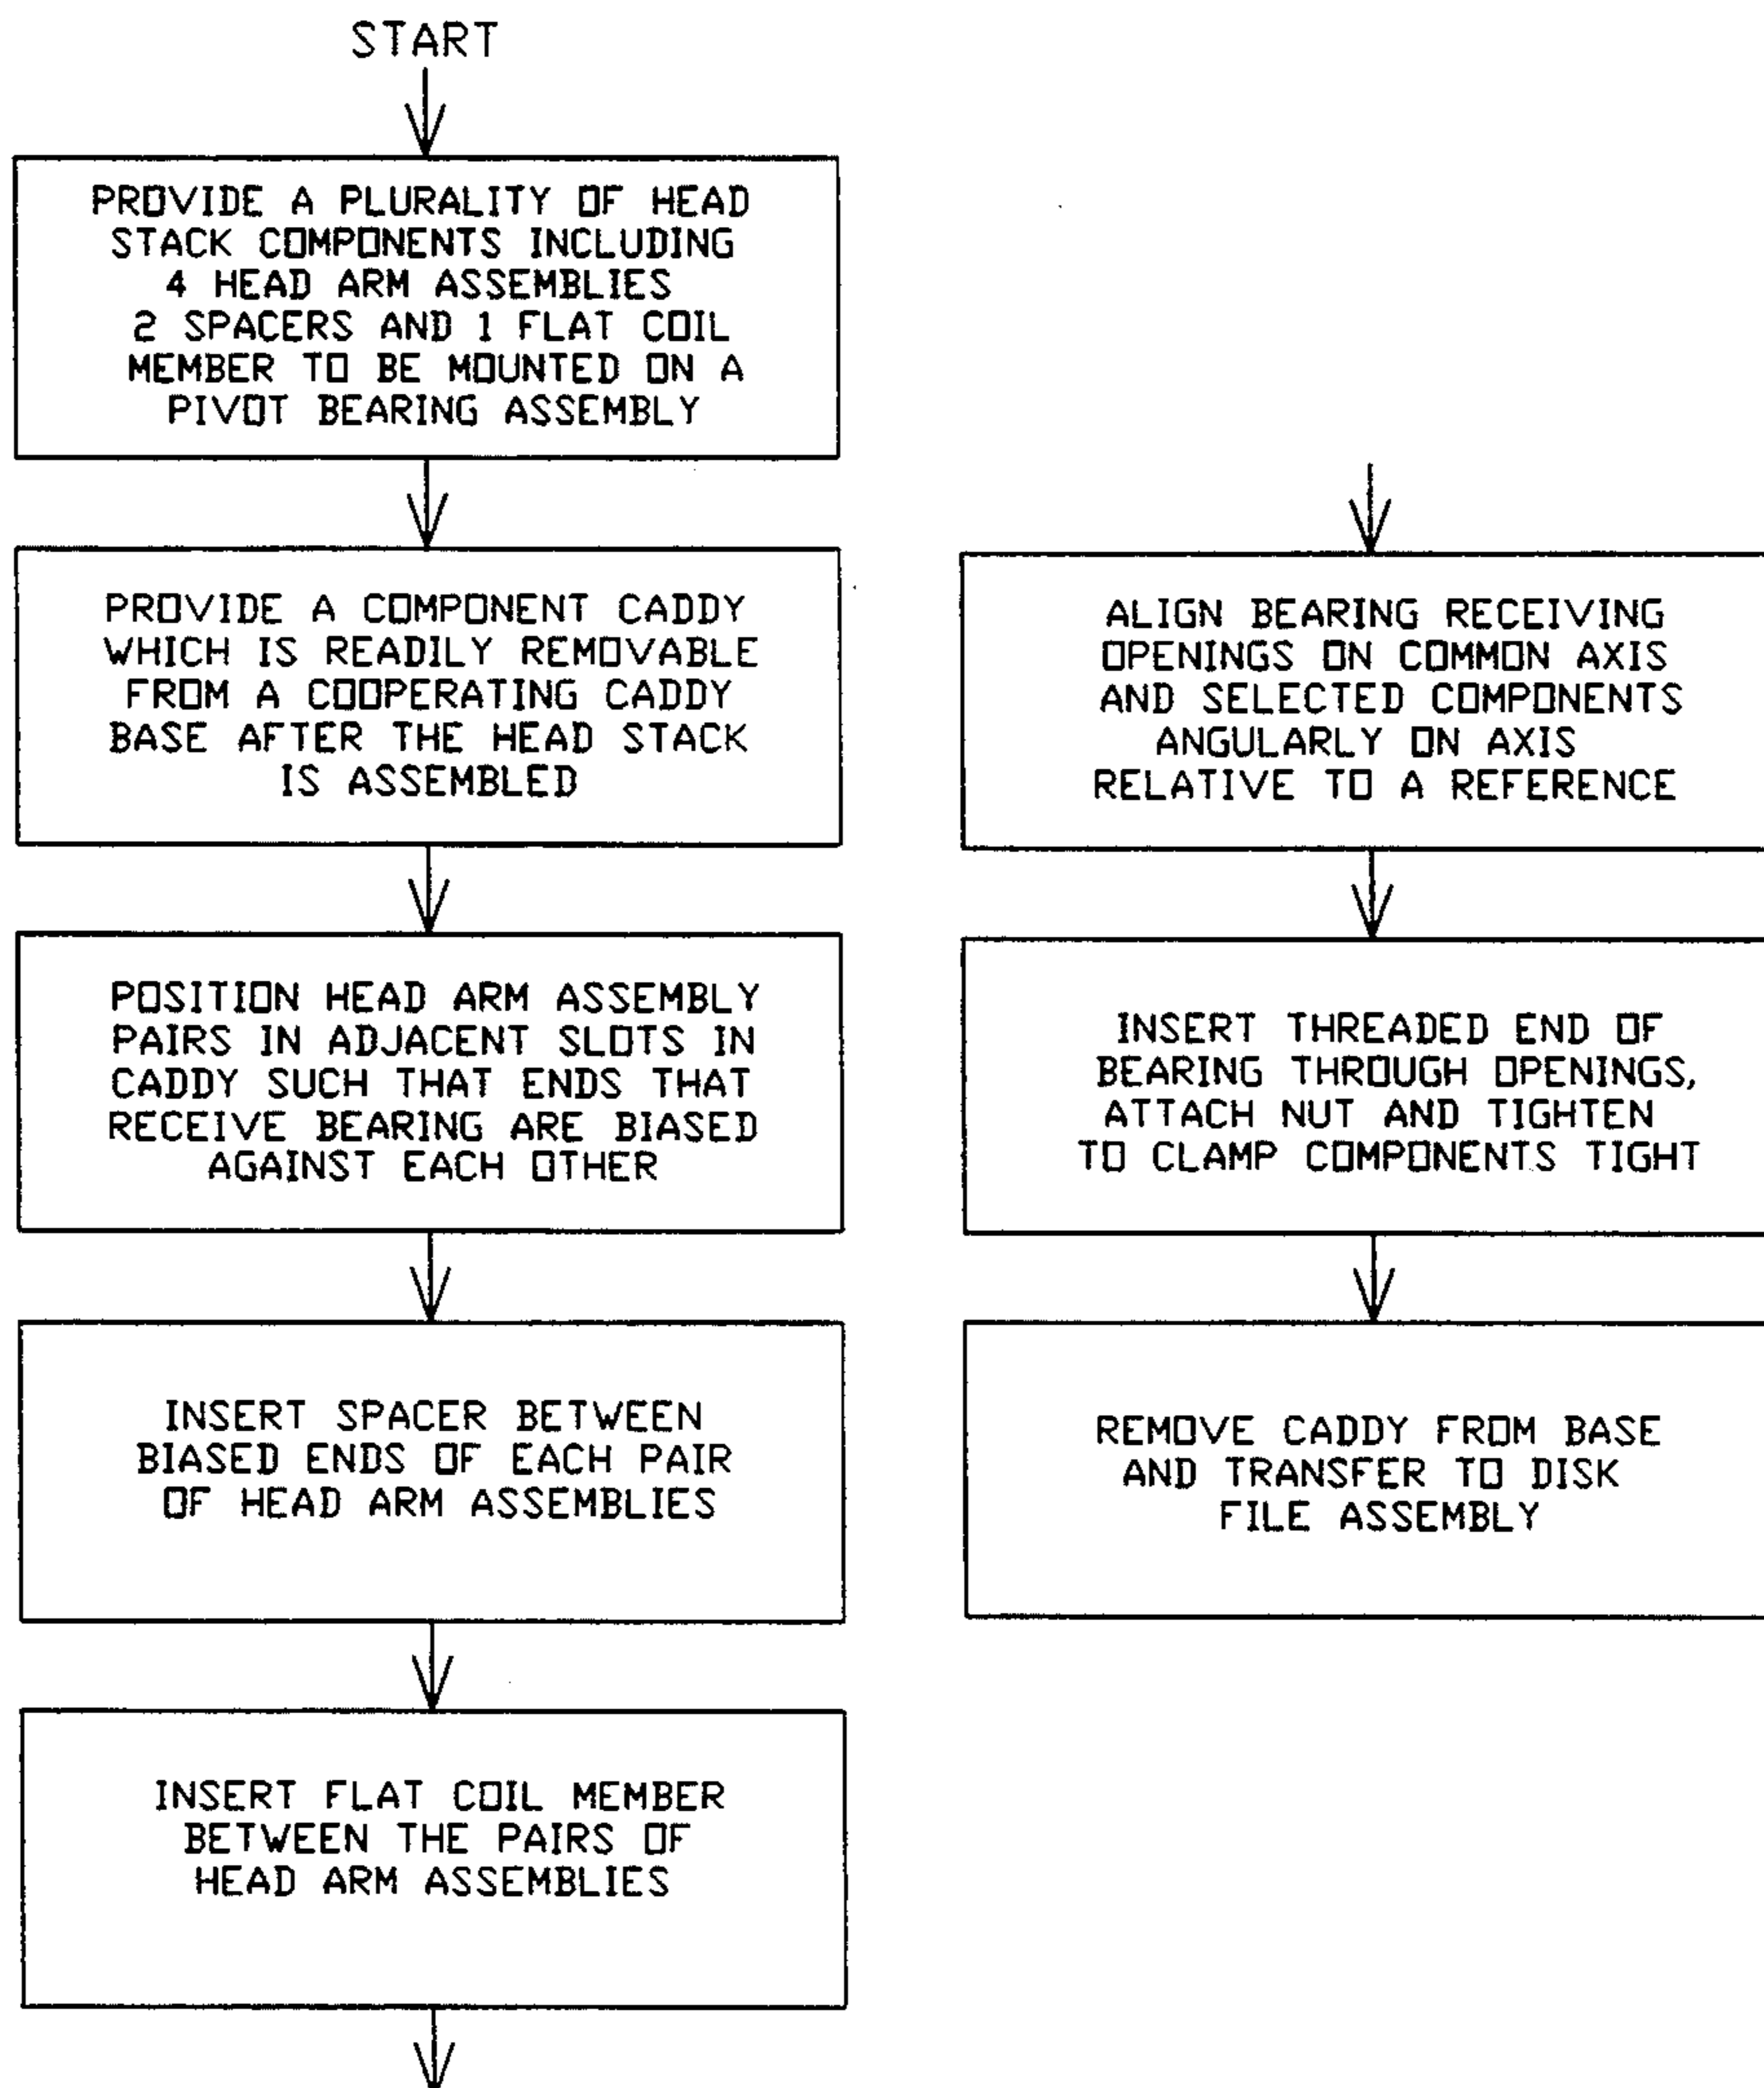 START
PROVIDE A PLURALITY OF HEAD
STACK COMPONENTS INCLUDING
4 HEAD ARM ASSEMBLIES
2 SPACERS AND 1 FLAT COIL
MEMBER TO BE MOUNTED ON A
PIVOT BEARING ASSEMBLY
PROVIDE A COMPONENT CADDY
WHICH IS READILY REMOVABLE
FROM A COOPERATING CADDY
BASE AFTER THE HEAD STACK
IS ASSEMBLED
POSITION HEAD ARM ASSEMBLY
PAIRS IN ADJACENT SLOTS IN
CADDY SUCH THAT ENDS THAT
RECEIVE BEARING ARE BIASED
AGAINST EACH OTHER
INSERT SPACER BETWEEN
BIASED ENDS OF EACH PAIR
OF HEAD ARM ASSEMBLIES
INSERT FLAT COIL MEMBER
BETWEEN THE PAIRS OF
HEAD ARM ASSEMBLIES
ALIGN BEARING RECEIVING
OPENINGS ON COMMON AXIS
AND SELECTED COMPONENTS
ANGULARLY ON AXIS
RELATIVE TO A REFERENCE
INSERT THREADED END OF
BEARING THROUGH OPENINGS,
ATTACH NUT AND TIGHTEN
TO CLAMP COMPONENTS TIGHT
REMOVE CADDY FROM BASE
AND TRANSFER TO DISK
FILE ASSEMBLY